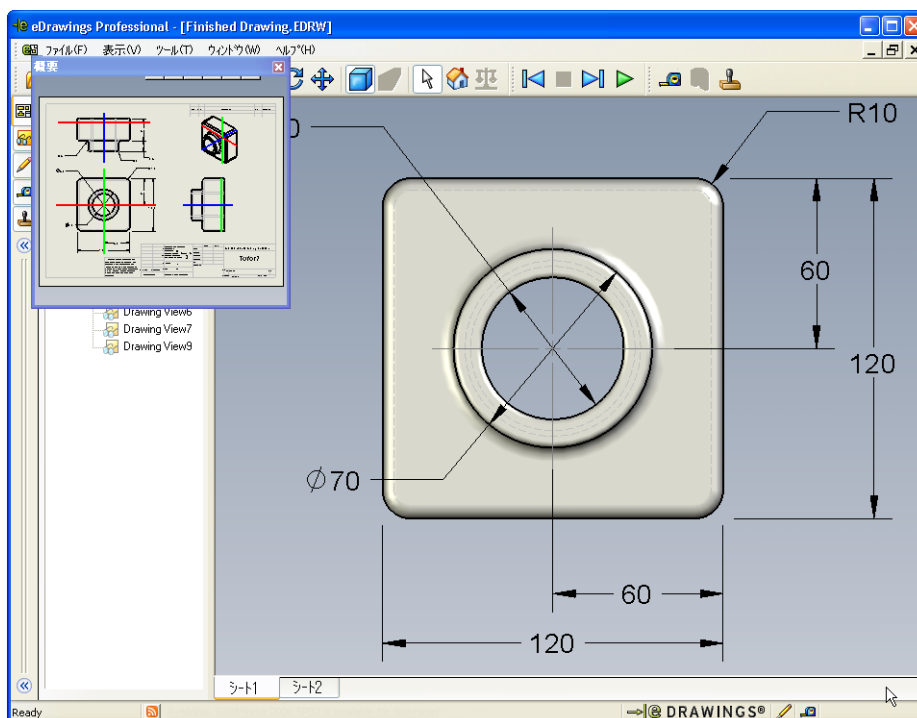 eDrawings Professional - [Finished Drawing.EDRW]
ファイル(F) 表示(V) ツール(T) ウィンドウ(W) ヘルプ(H)
概要
Tofor7
Drawing View6
Drawing View7
Drawing View9
R10
0
60
120
Ø70
60
120
シート1 シート2
Ready
e DRAWINGS®